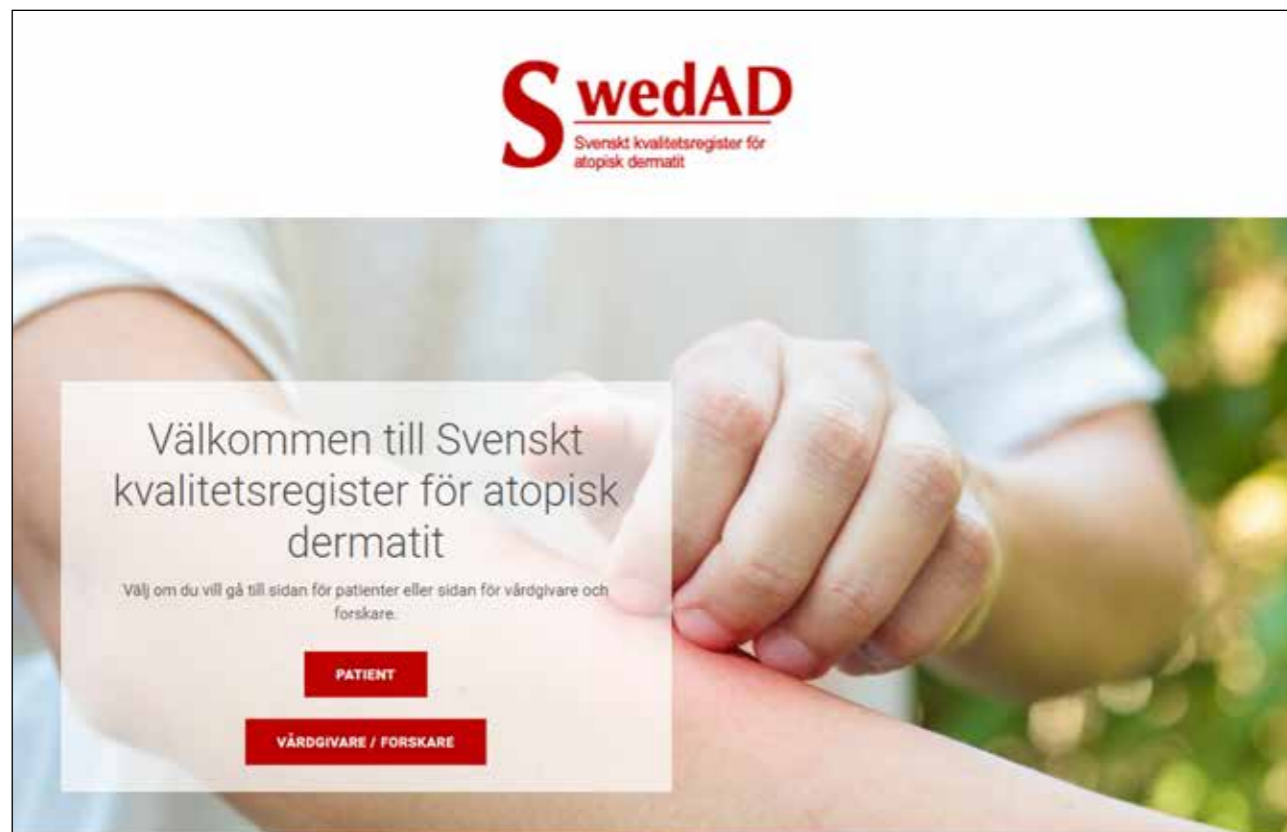 SwedAD
Svenskt kvalitetsregister för
atopisk dermatit
Välkommen till Svenskt
kvalitetsregister för atopisk
dermatit
Välj om du vill gå till sidan för patienter eller sidan för vårdgivare och
forskare.
PATIENT
VÅRDGIVARE / FORSKARE